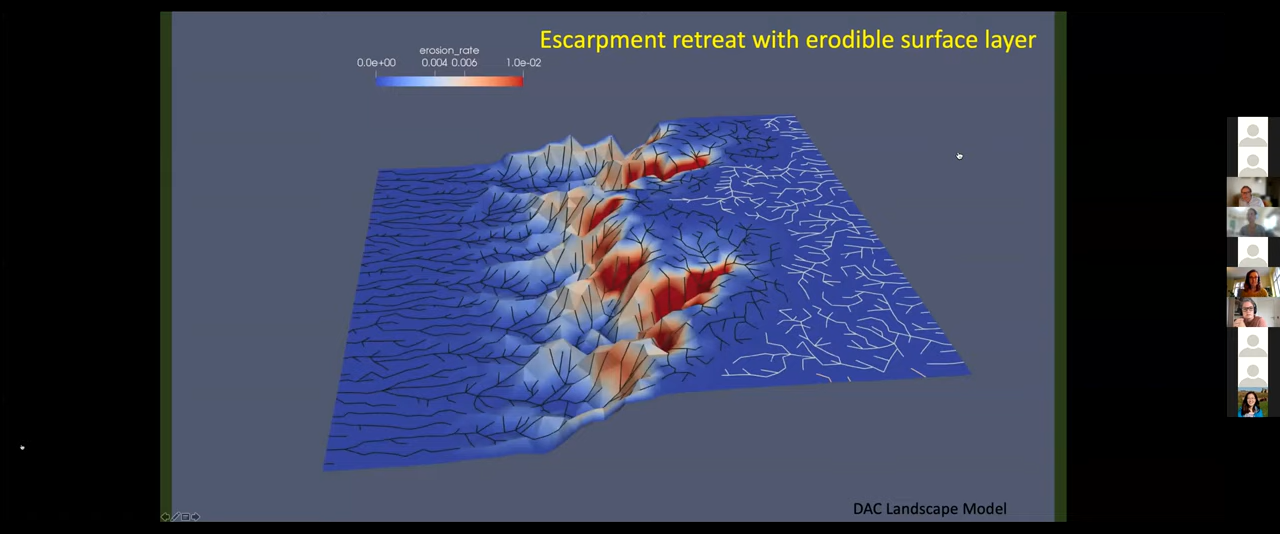 Escarpment retreat with erodible surface layer
erosion_rate
0.0e+00 0.004 0.006 1.0e-02
DAC Landscape Model